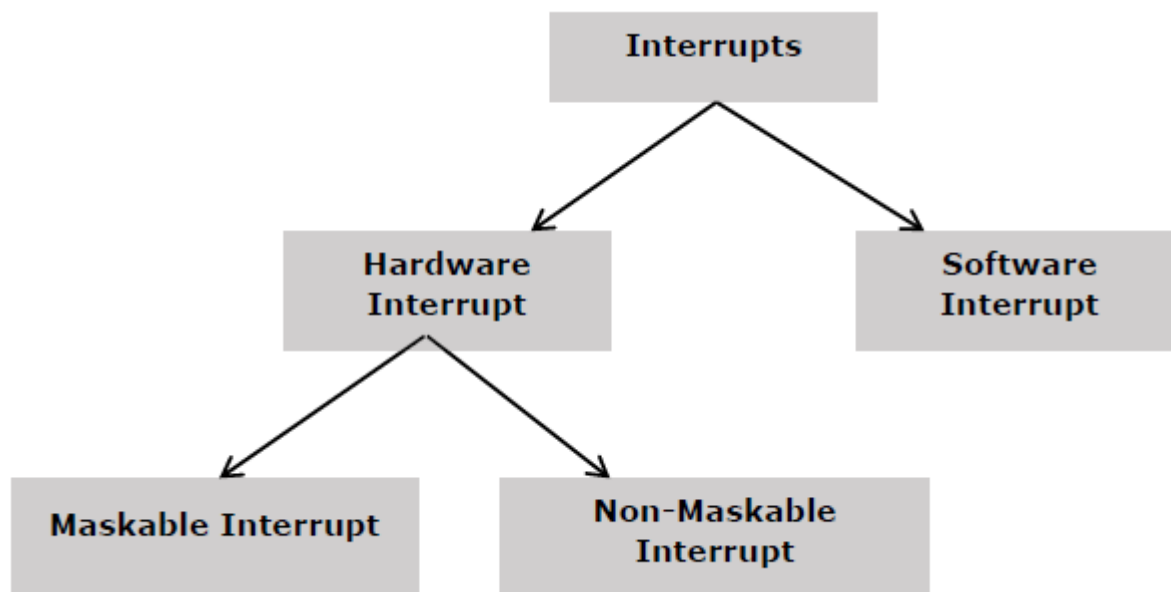 Interrupts
Hardware
Interrupt
Software
Interrupt
Maskable Interrupt
Non-Maskable
Interrupt